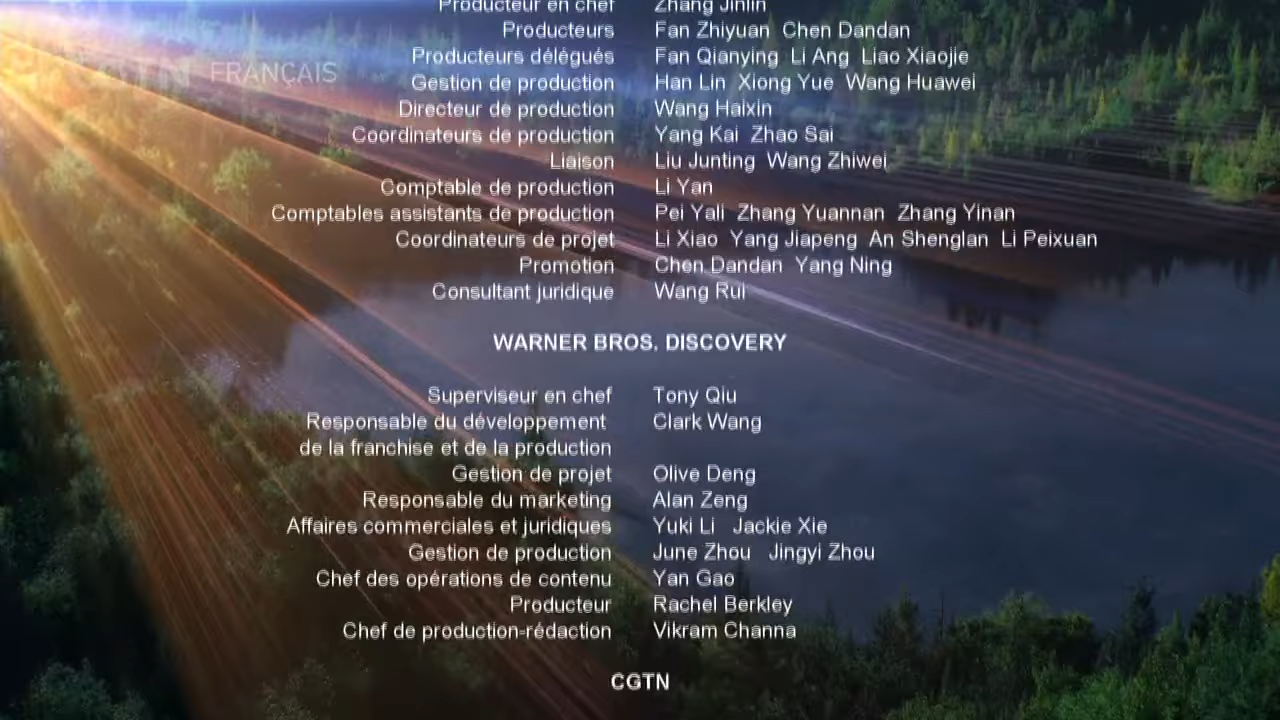 Producteur en chef Zhang Jinlin
Producteurs Fan Zhiyuan Chen Dandan
Producteurs délégués Fan Qianying Li Ang Liao Xiaojie
CGTN FRANÇAIS
Gestion de production Han Lin Xiong Yue Wang Huawei
Directeur de production Wang Haixin
Coordinateurs de production Yang Kai Zhao Sai
Liaison Liu Junting Wang Zhiwei
Comptable de production Li Yan
Comptables assistants de production Pei Yali Zhang Yuannan Zhang Yinan
Coordinateurs de projet Li Xiao Yang Jiapeng An Shenglan Li Peixuan
Promotion Chen Dandan Yang Ning
Consultant juridique Wang Rui
WARNER BROS. DISCOVERY
Superviseur en chef Tony Qiu
Responsable du développement Clark Wang
de la franchise et de la production
Gestion de projet Olive Deng
Responsable du marketing Alan Zeng
Affaires commerciales et juridiques Yuki Li Jackie Xie
Gestion de production June Zhou Jingyi Zhou
Chef des opérations de contenu Yan Gao
Producteur Rachel Berkley
Chef de production-rédaction Vikram Channa
CGTN